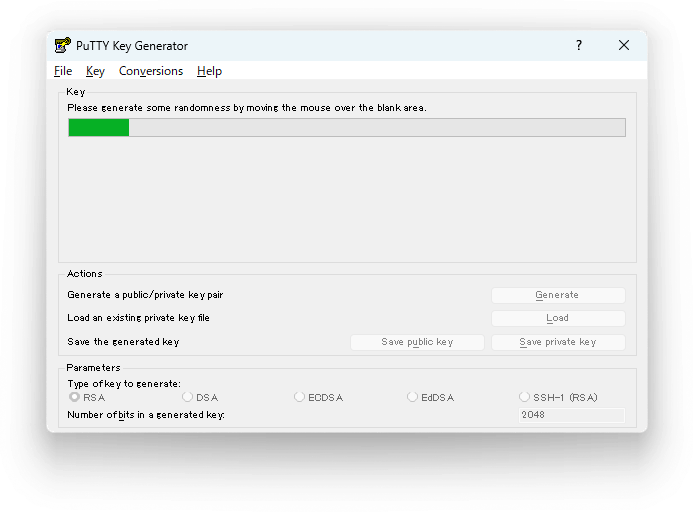 PuTTY Key Generator ?
File Key Conversions Help
Key
Please generate some randomness by moving the mouse over the blank area.
Actions
Generate a public/private key pair Generate
Load an existing private key file Load
Save the generated key Save public key Save private key
Parameters
Type of key to generate:
RSA DSA ECDSA EdDSA SSH-1 (RSA)
Number of bits in a generated key: 2048